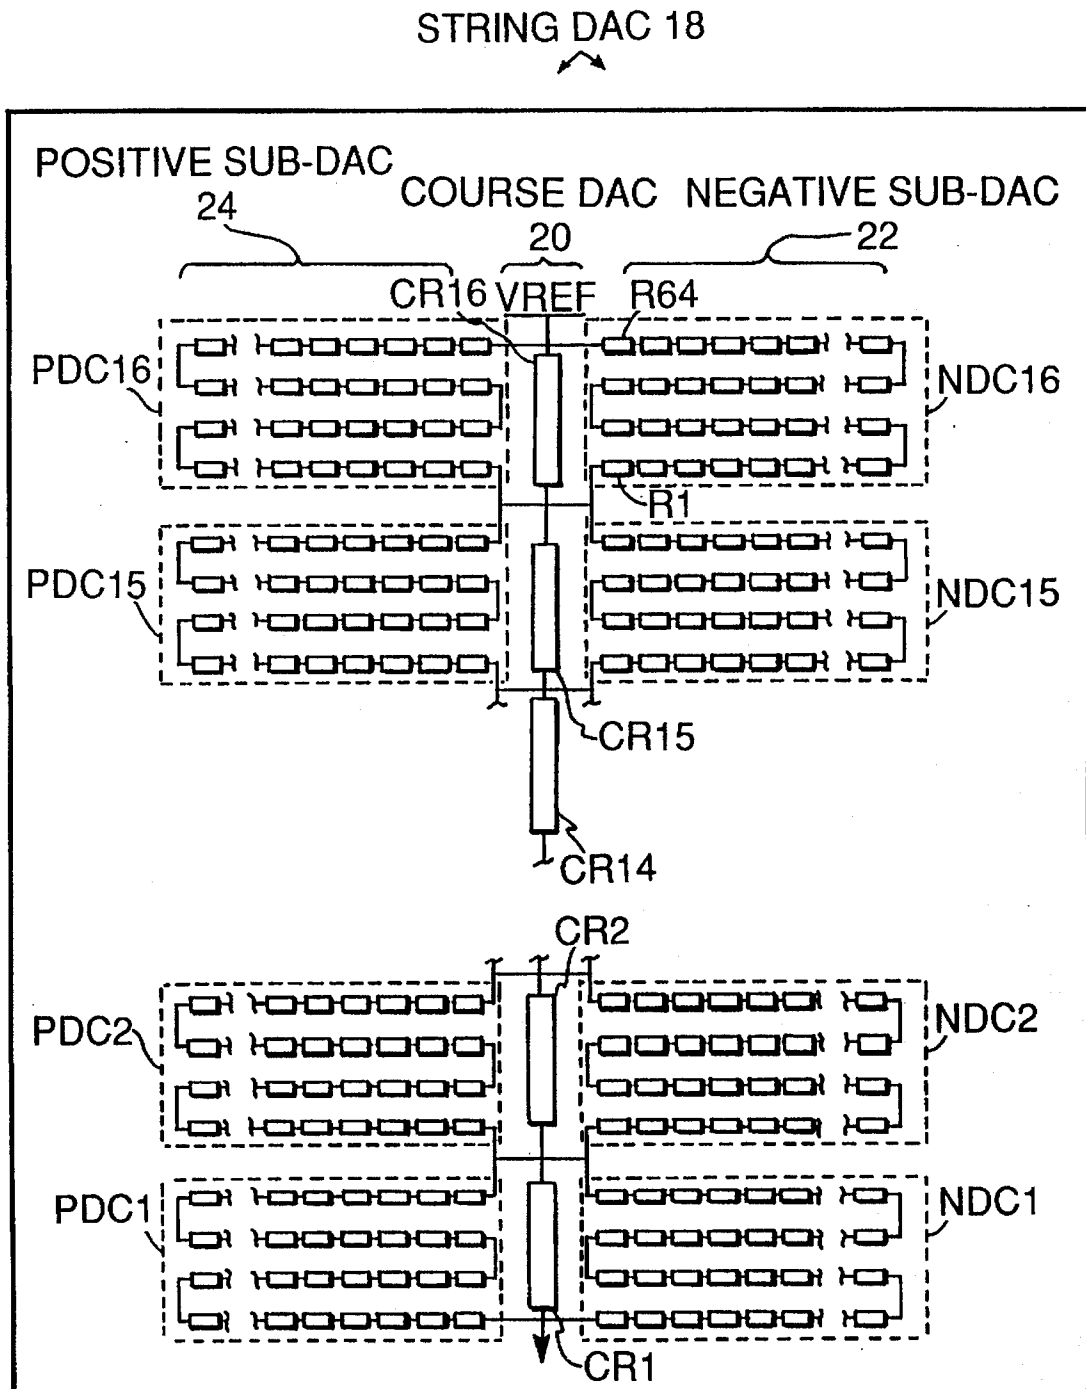 STRING DAC 18
POSITIVE SUB-DAC
24
COURSE DAC
20
NEGATIVE SUB-DAC
22
CR16
VREF
R64
PDC16
NDC16
R1
PDC15
NDC15
CR15
CR14
CR2
PDC2
NDC2
PDC1
NDC1
CR1